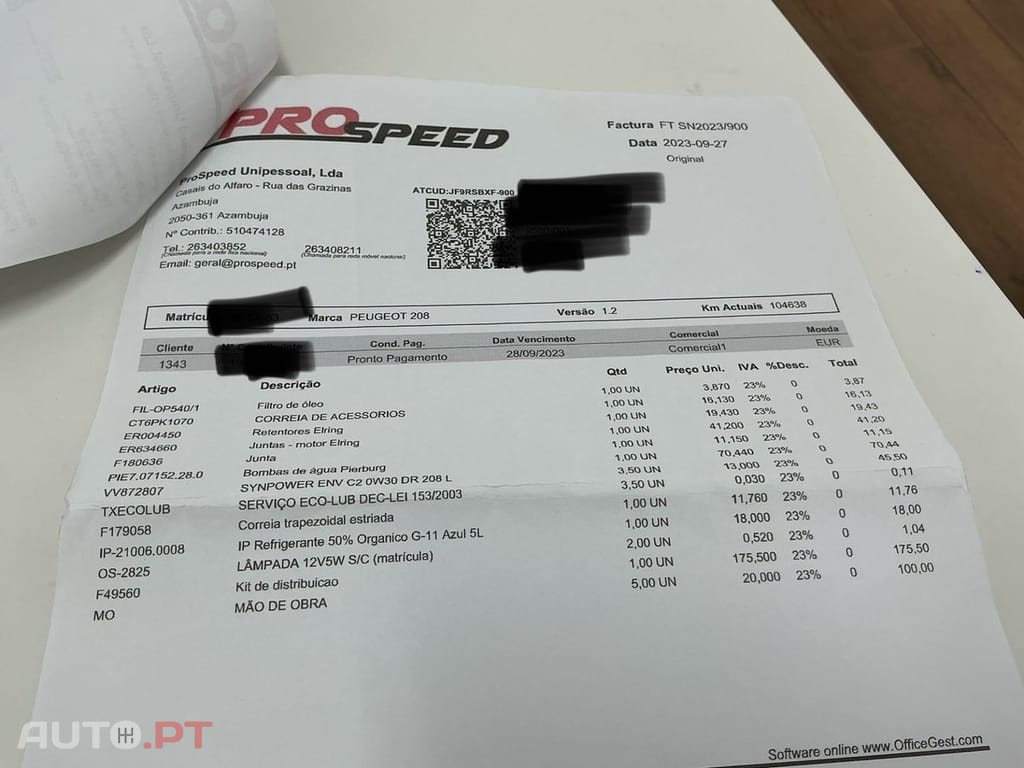 PROSPEED
Factura FT SN2023/900
Data 2023-09-27
Original
ProSpeed Unipessoal, Lda
Casais do Alfaro - Rua das Grazinas
Azambuja
2050-361 Azambuja
Nº Contrib.: 510474128
Tel.: 263403852 263408211
(Chamada para a rede fixa nacional) (Chamada para rede móvel nacional)
Email: geral@prospeed.pt
ATCUD:JF9RSBXF-900
Matrícu Marca PEUGEOT 208 Versão 1.2 Km Actuais 104638
Cliente Cond. Pag. Data Vencimento Comercial Moeda
1343 Pronto Pagamento 28/09/2023 Comercial1 EUR
Artigo Descrição Qtd Preço Uni. IVA %Desc. Total
FIL-OP540/1 Filtro de óleo 1,00 UN 3,870 23% 0 3,87
CT6PK1070 CORREIA DE ACESSORIOS 1,00 UN 16,130 23% 0 16,13
ER004450 Retentores Elring 1,00 UN 19,430 23% 0 19,43
ER634660 Juntas - motor Elring 1,00 UN 41,200 23% 0 41,20
F180636 Junta 1,00 UN 11,150 23% 0 11,15
PIE7.07152.28.0 Bombas de água Pierburg 1,00 UN 70,440 23% 0 70,44
VV872807 SYNPOWER ENV C2 0W30 DR 208 L 3,50 UN 13,000 23% 0 45,50
TXECOLUB SERVIÇO ECO-LUB DEC-LEI 153/2003 3,50 UN 0,030 23% 0 0,11
F179058 Correia trapezoidal estriada 1,00 UN 11,760 23% 0 11,76
IP-21006.0008 IP Refrigerante 50% Organico G-11 Azul 5L 1,00 UN 18,000 23% 0 18,00
OS-2825 LÂMPADA 12V5W S/C (matrícula) 2,00 UN 0,520 23% 0 1,04
F49560 Kit de distribuicao 1,00 UN 175,500 23% 0 175,50
MO MÃO DE OBRA 5,00 UN 20,000 23% 0 100,00
Software online www.OfficeGest.com
AUTO.PT